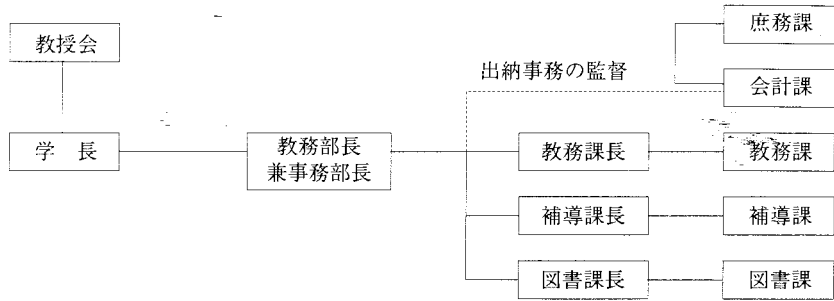 教授会
学 長
教務部長
兼事務部長
出納事務の監督
庶務課
会計課
教務課長
教務課
補導課長
補導課
図書課長
図書課